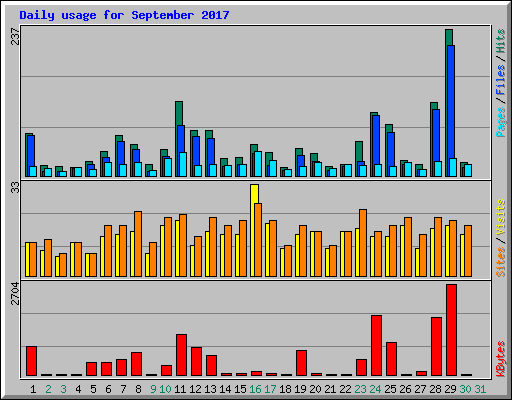 Daily usage for September 2017
237
Pages / Files / Hits
33
Sites / Visits
2704
KBytes
1 2 3 4 5 6 7 8 9 10 11 12 13 14 15 16 17 18 19 20 21 22 23 24 25 26 27 28 29 30 31